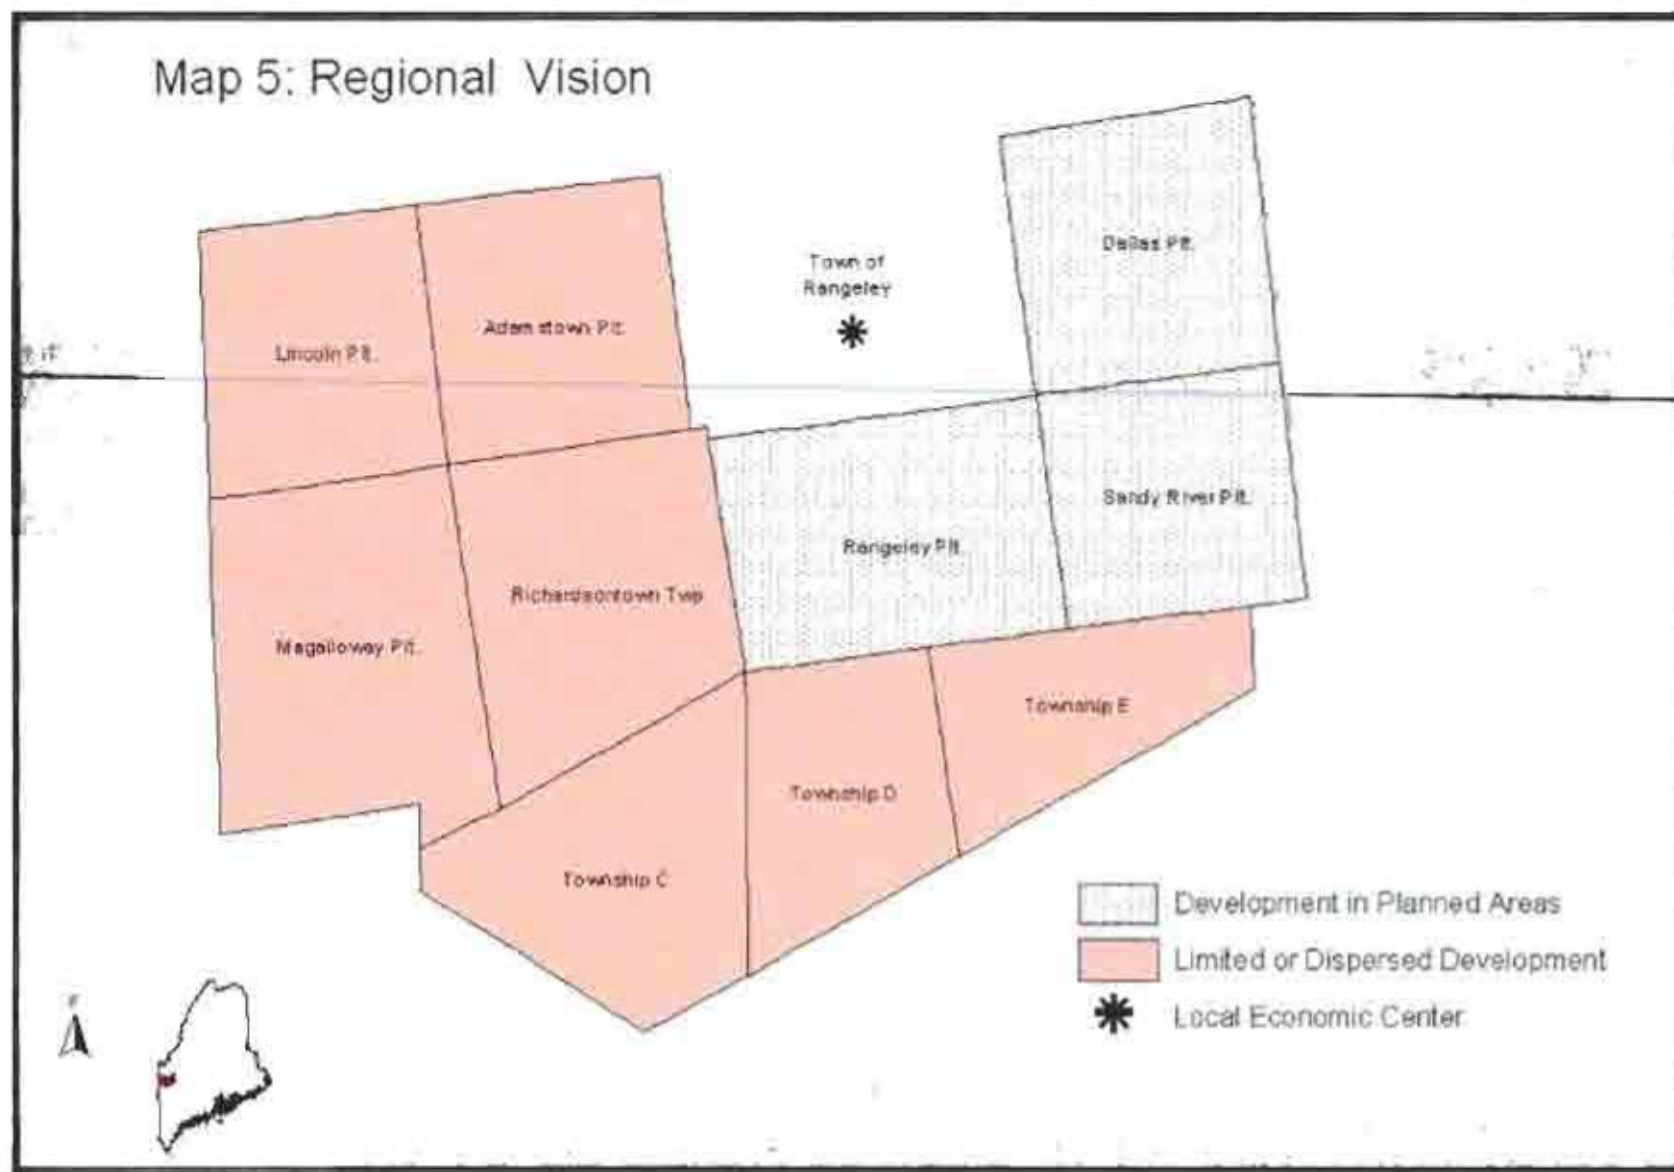 Map 5: Regional Vision
Dallas Plt.
Town of
Rangeley
Adamstown Plt.
Lincoln Plt.
Sandy River Plt.
Rangeley Plt.
Richardsontown Twp
Magalloway Plt.
Township E
Township D
Township C
Development in Planned Areas
Limited or Dispersed Development
Local Economic Center